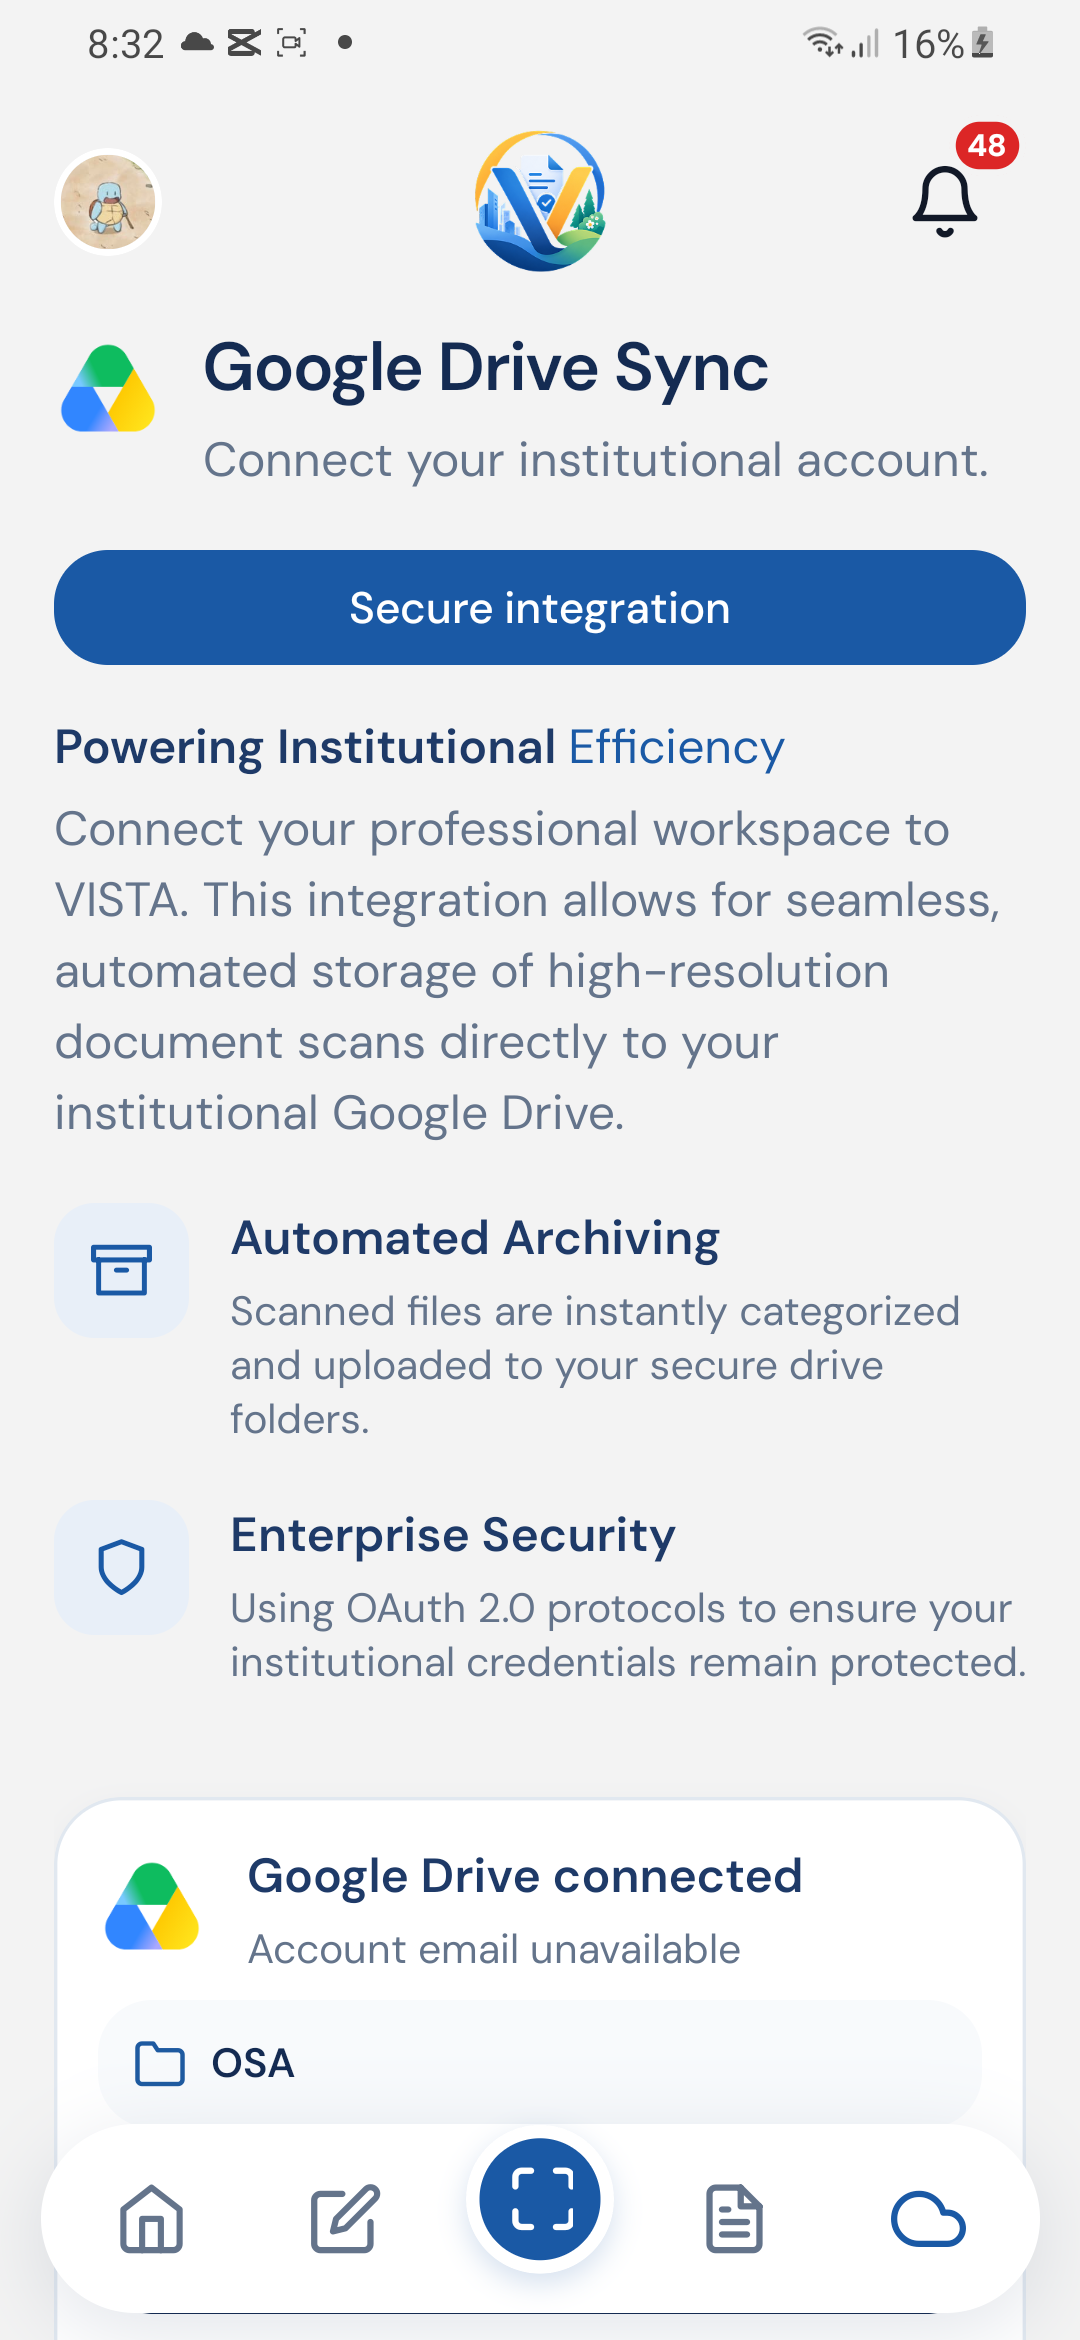 8:32
16%
48
Google Drive Sync
Connect your institutional account.
Secure integration
Powering Institutional Efficiency
Connect your professional workspace to
VISTA. This integration allows for seamless,
automated storage of high-resolution
document scans directly to your
institutional Google Drive.
Automated Archiving
Scanned files are instantly categorized
and uploaded to your secure drive
folders.
Enterprise Security
Using OAuth 2.0 protocols to ensure your
institutional credentials remain protected.
Google Drive connected
Account email unavailable
OSA